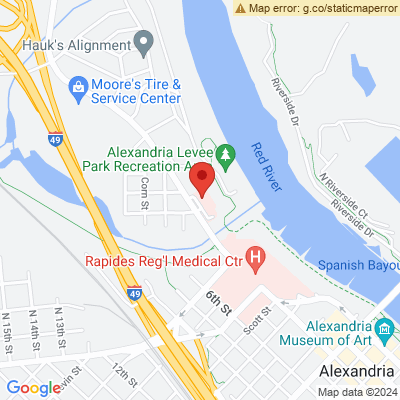 Map error: g.co/staticmaperror
Hauk's Alignment
49
Moore's Tire &
Service Center
Riverside Dr
Alexandria Levee
Park Recreation A
Red River
Corn St
N Riverside Ct
Riverside Dr
Rapides Reg'l Medical Ctr
H
Spanish Bayou
49
6th St
Scott St
N 15th St
N 14th St
N 13th St
12th St
Alexandria
Museum of Art
Alexandria
Google
Map data ©2024